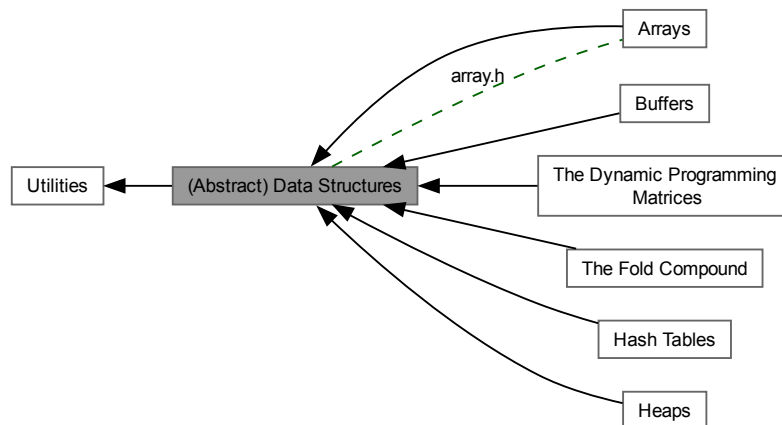 Arrays
array.h
Buffers
Utilities
(Abstract) Data Structures
The Dynamic Programming
Matrices
The Fold Compound
Hash Tables
Heaps